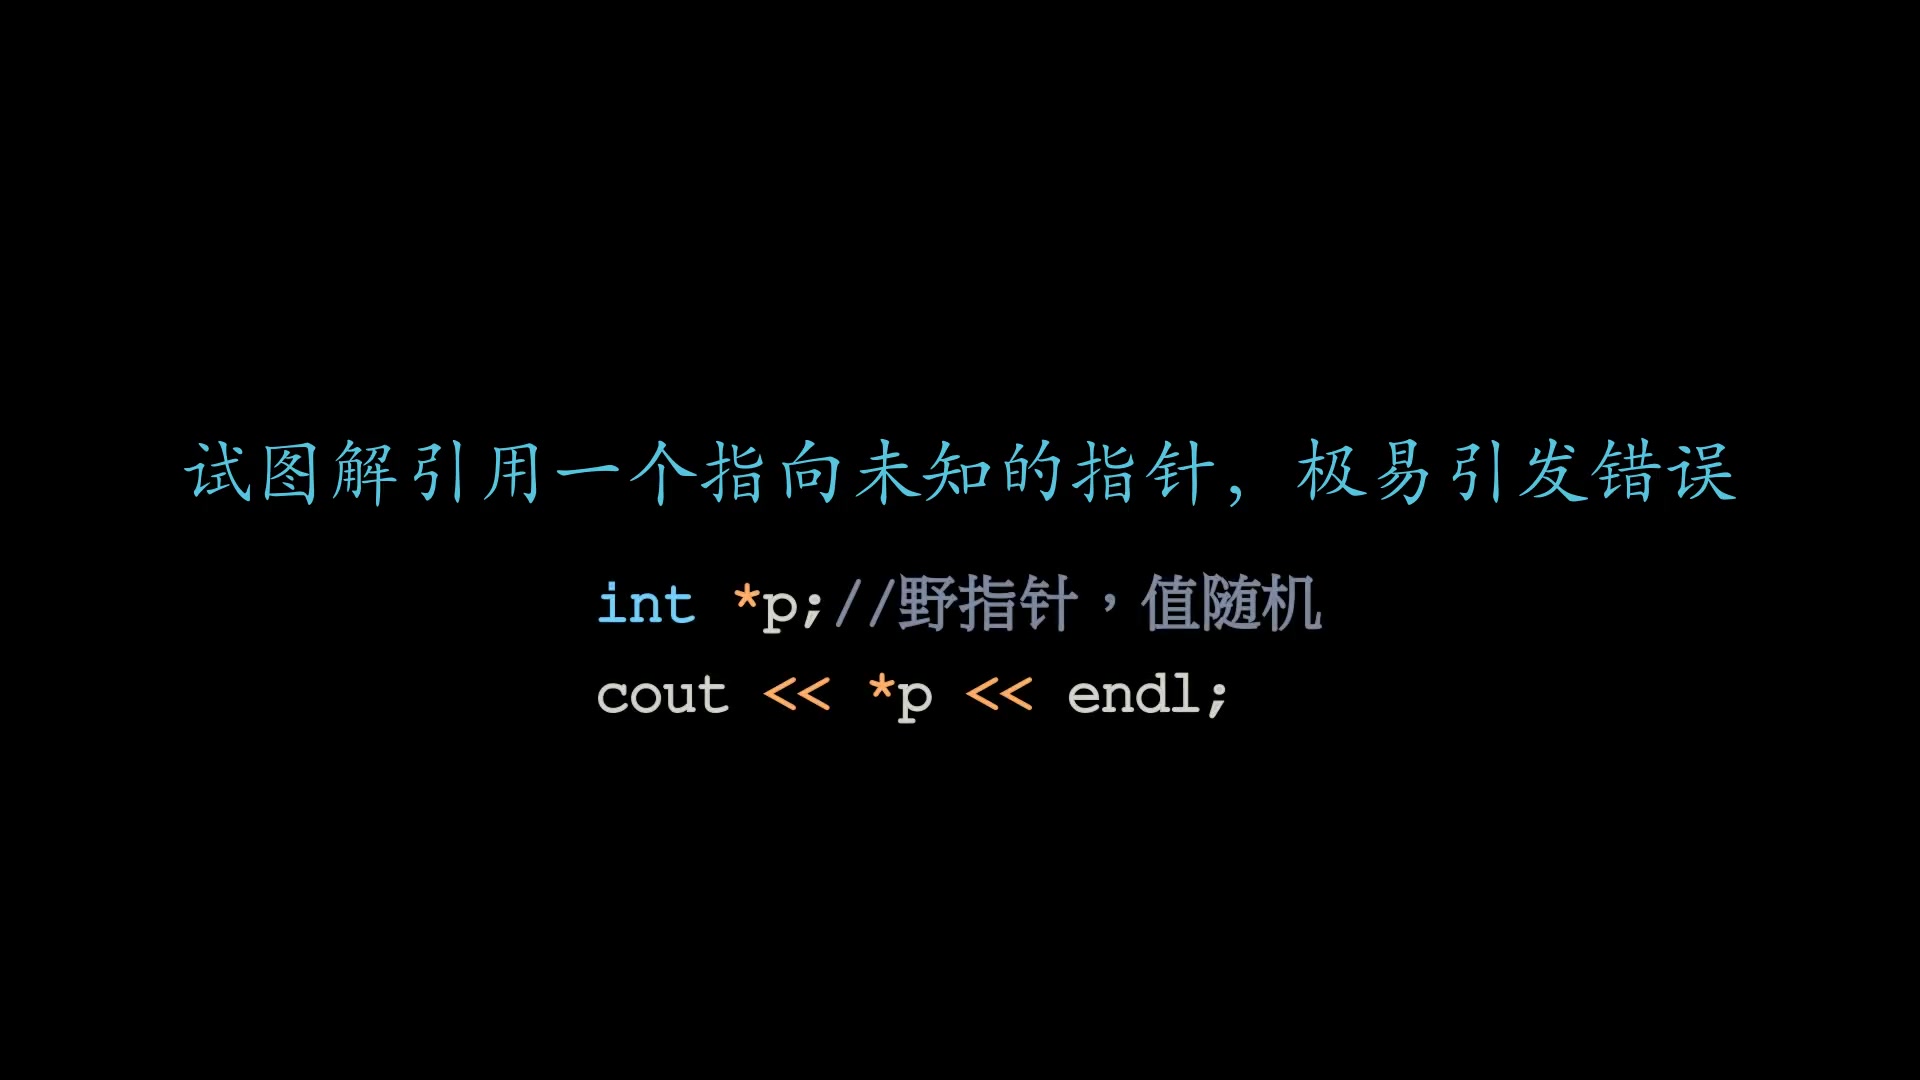 试图解引用一个指向未知的指针，极易引发错误
int *p;//野指针，值随机
cout << *p << endl;